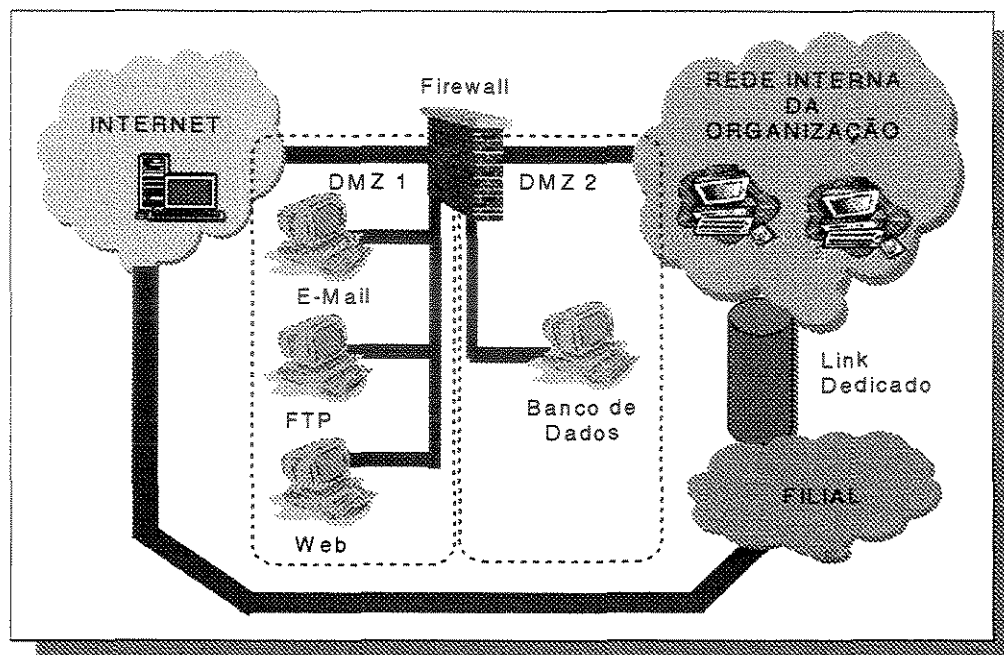 Firewall
INTERNET
REDE INTERNA
DA
ORGANIZAÇÃO
DMZ 1
DMZ 2
E-Mail
FTP
Web
Banco de
Dados
Link
Dedicado
FILIAL